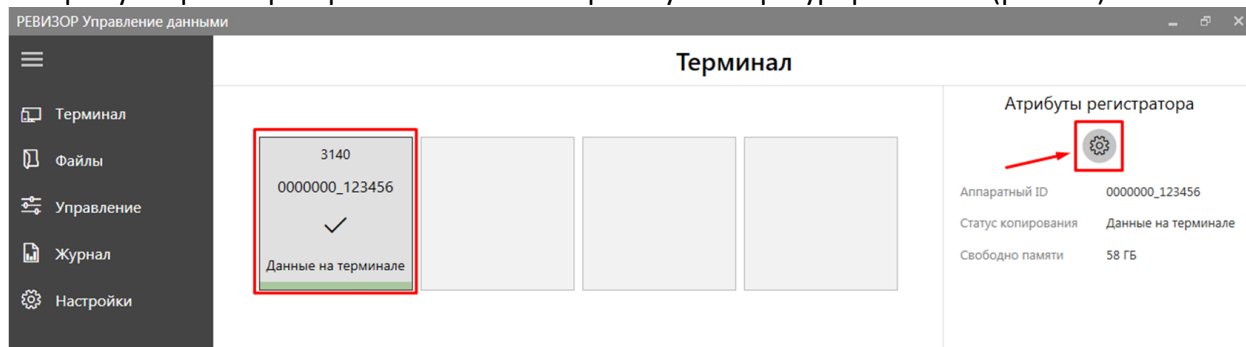 РЕВИЗОР Управление данными
Терминал
Терминал
Файлы
Управление
Журнал
Настройки
3140
0000000_123456
Данные на терминале
Атрибуты регистратора
Аппаратный ID 0000000_123456
Статус копирования Данные на терминале
Свободно памяти 58 ГБ